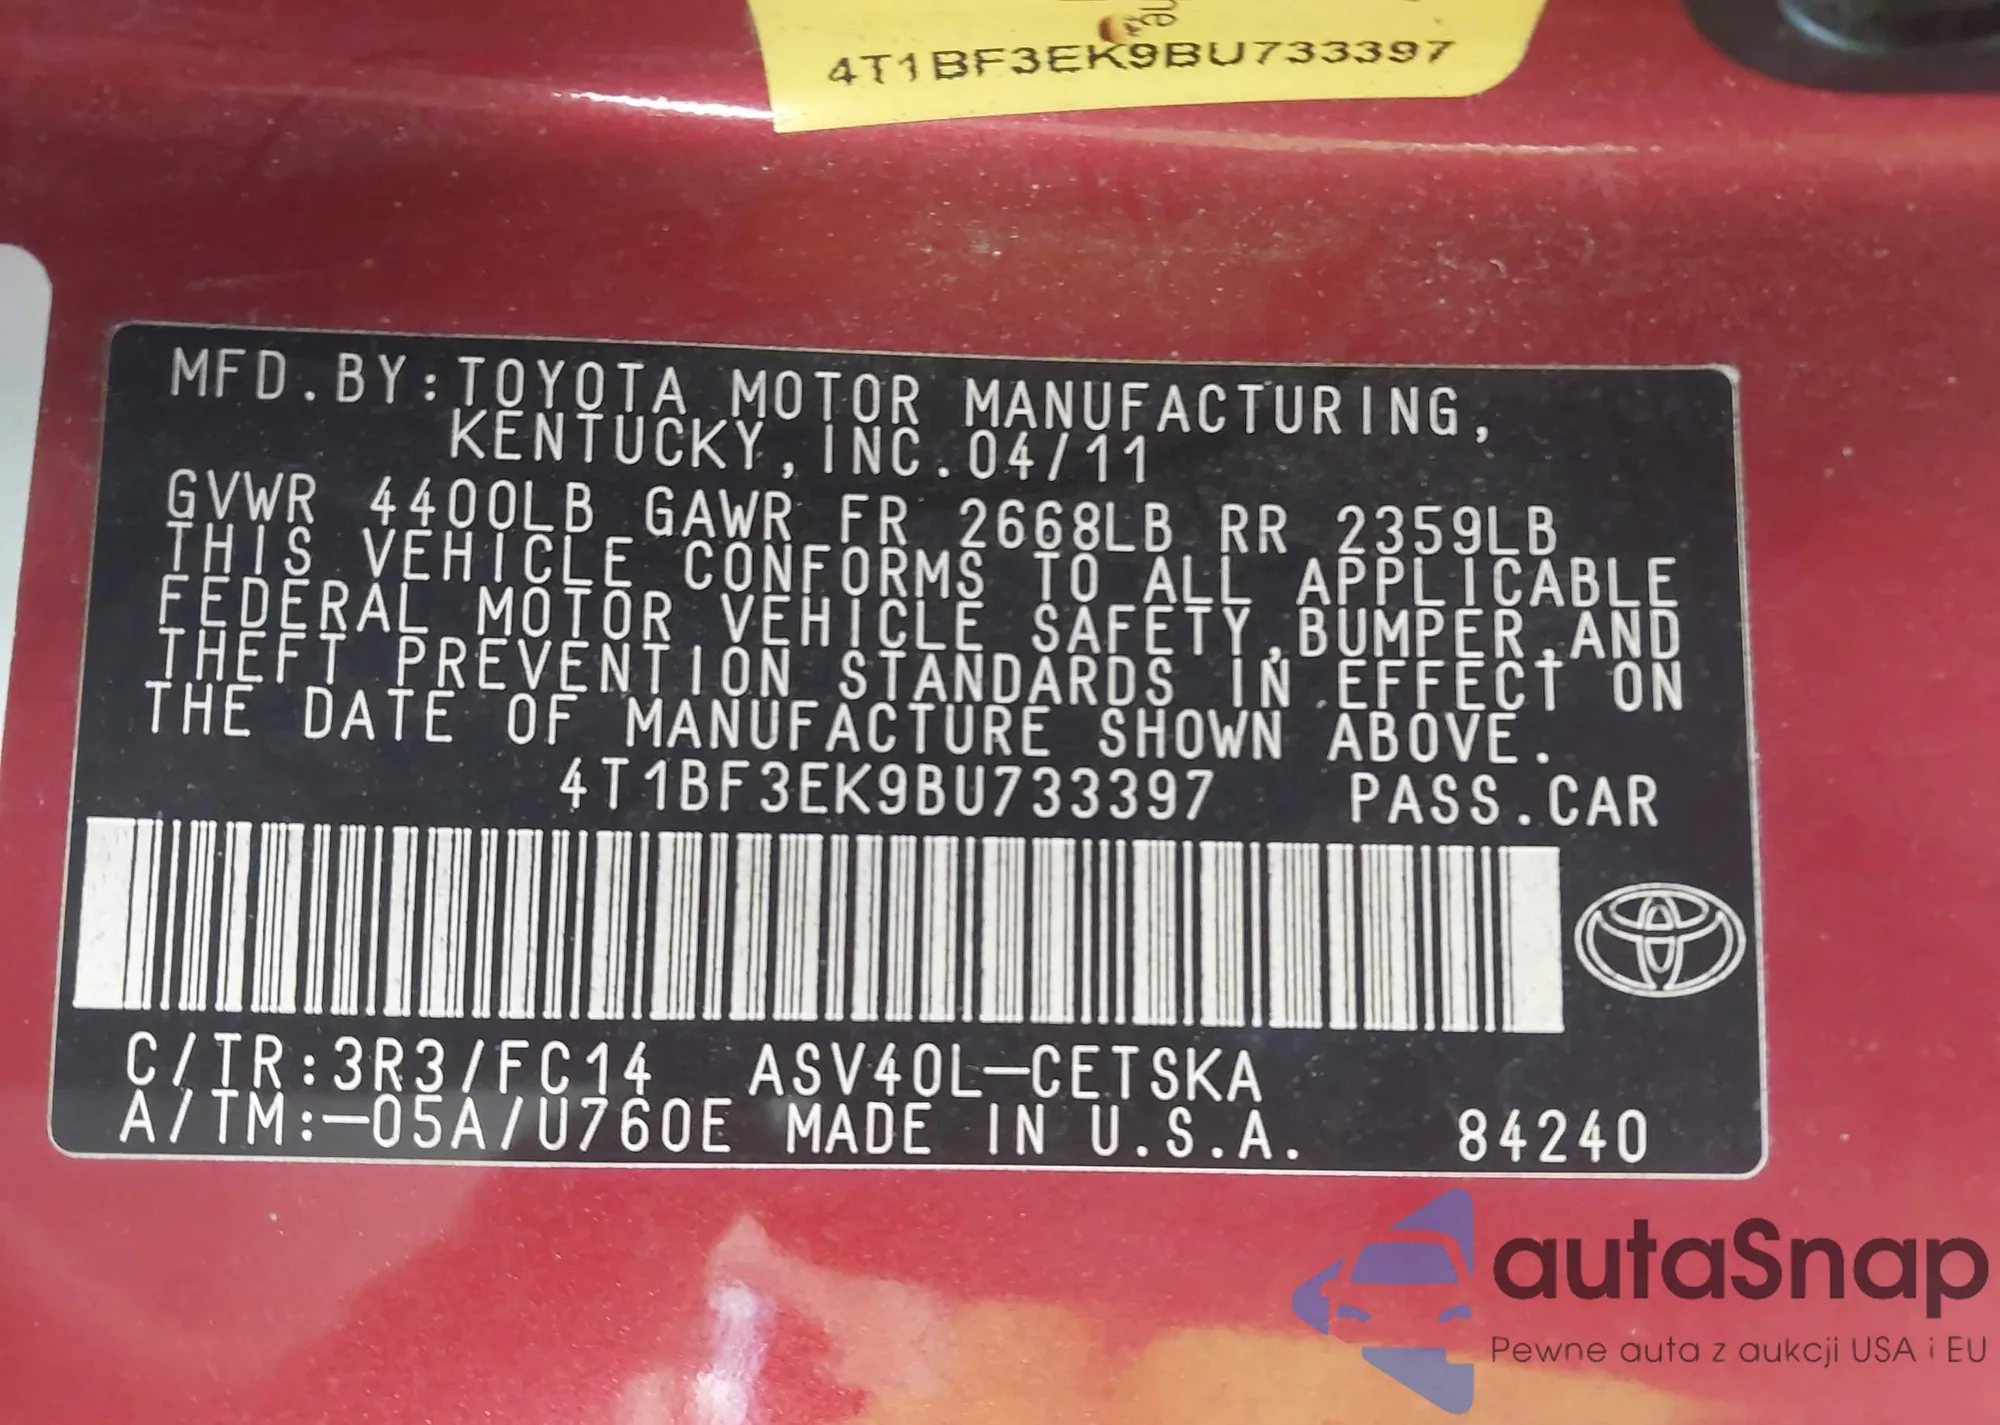 4T1BF3EK9BU733397
MFD.BY:TOYOTA MOTOR MANUFACTURING,
KENTUCKY,INC.04/11
GVWR 4400LB GAWR FR 2668LB RR 2359LB
THIS VEHICLE CONFORMS TO ALL APPLICABLE
FEDERAL MOTOR VEHICLE SAFETY,BUMPER,AND
THEFT PREVENTION STANDARDS IN EFFECT ON
THE DATE OF MANUFACTURE SHOWN ABOVE.
4T1BF3EK9BU733397 PASS.CAR
C/TR:3R3/FC14 ASV40L-CETSKA
A/TM:-05A/U760E MADE IN U.S.A. 84240
autaSnap
Pewne auta z aukcji USA i EU